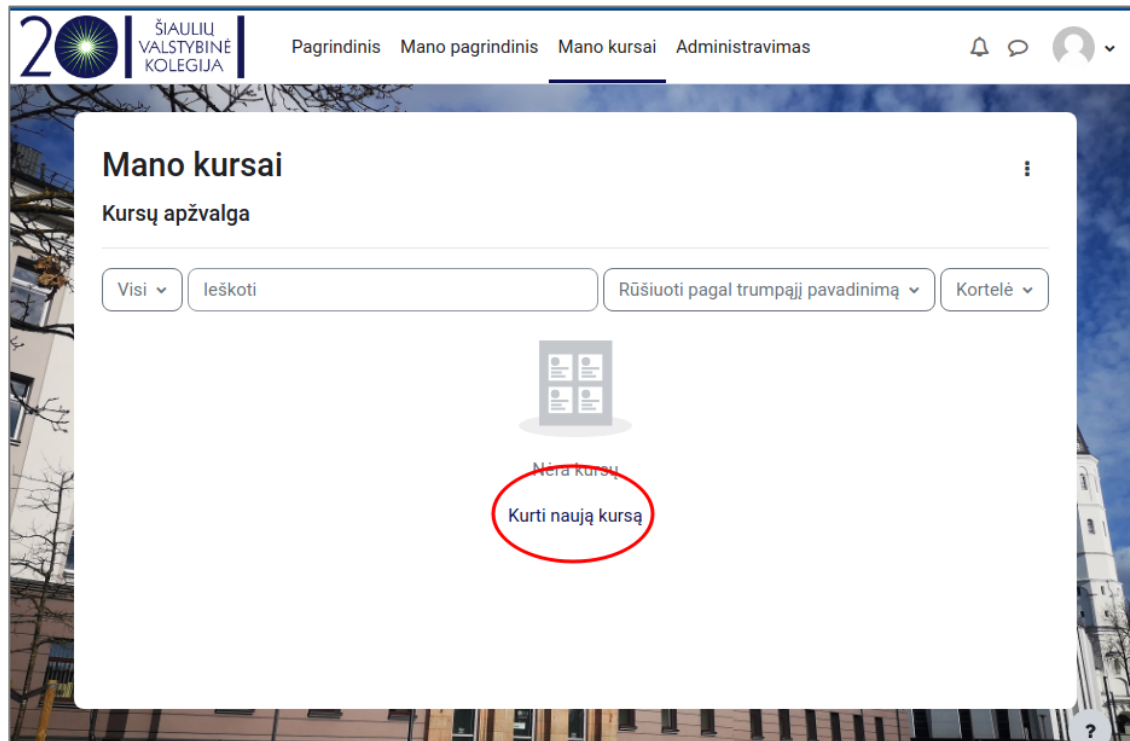 20
ŠIAULIŲ
VALSTYBINĖ
KOLEGIJA
Pagrindinis Mano pagrindinis Mano kursai Administravimas
Mano kursai
Kursų apžvalga
Visi Ieškoti Rūšiuoti pagal trumpąjį pavadinimą Kortelė
Nėra kursų
Kurti naują kursą
?